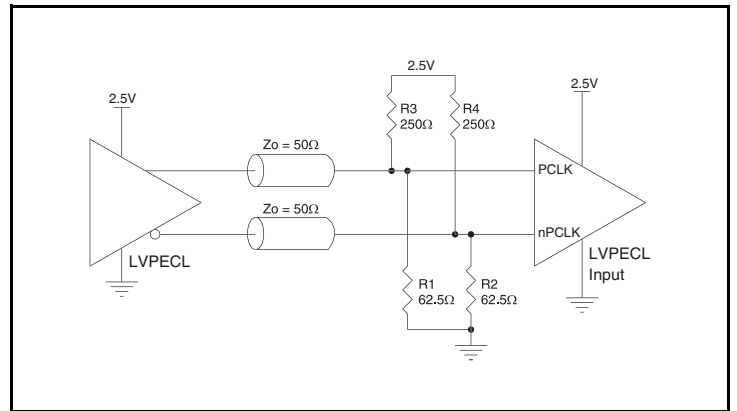 2.5V
2.5V
2.5V
R3
250Ω
R4
250Ω
Zo = 50Ω
PCLK
Zo = 50Ω
nPCLK
LVPECL
LVPECL
Input
R1
62.5Ω
R2
62.5Ω